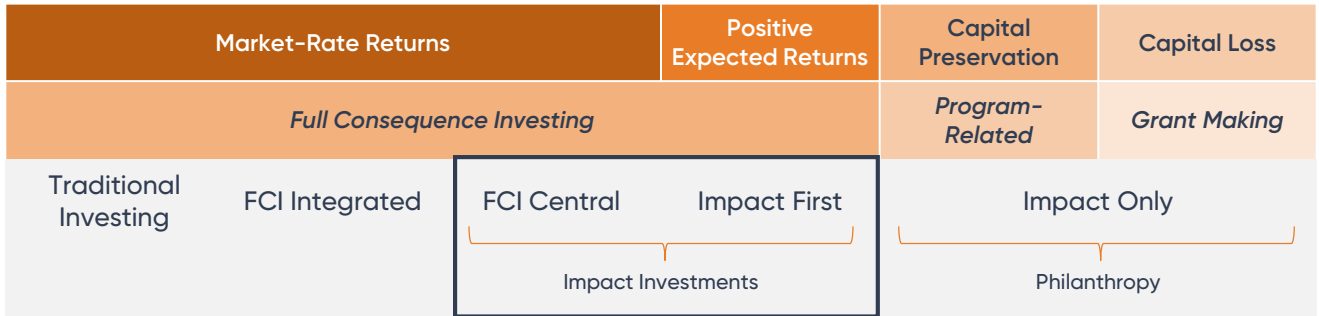 Market-Rate Returns
Positive
Expected Returns
Capital
Preservation
Capital Loss
Full Consequence Investing
Program-
Related
Grant Making
Traditional
Investing
FCI Integrated
FCI Central
Impact First
Impact Only
Impact Investments
Philanthropy